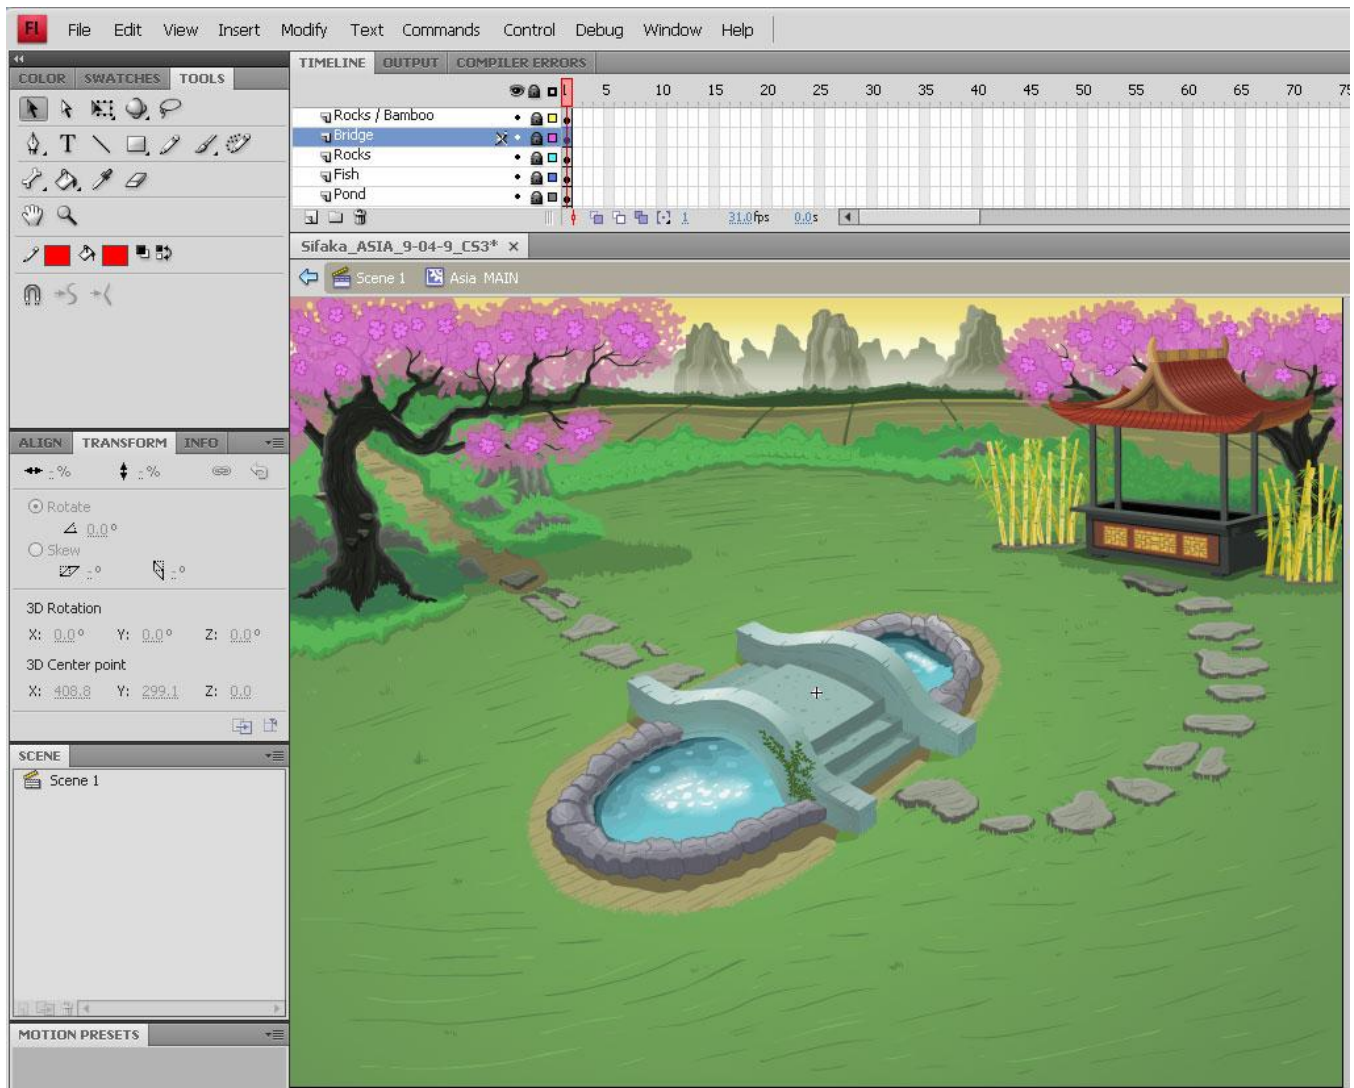 Fl File Edit View Insert Modify Text Commands Control Debug Window Help
COLOR SWATCHES TOOLS
TIMELINE OUTPUT COMPILER ERRORS
1 5 10 15 20 25 30 35 40 45 50 55 60 65 70 75
Rocks / Bamboo
Bridge
Rocks
Fish
Pond
1 31.0fps 0.0s
Sifaka_ASIA_9-04-9_CS3* ×
Scene 1 Asia MAIN
T
ALIGN TRANSFORM INFO
% %
Rotate
0.0°
Skew
° °
3D Rotation
X: 0.0° Y: 0.0° Z: 0.0°
3D Center point
X: 408.8 Y: 299.1 Z: 0.0
SCENE
Scene 1
MOTION PRESETS